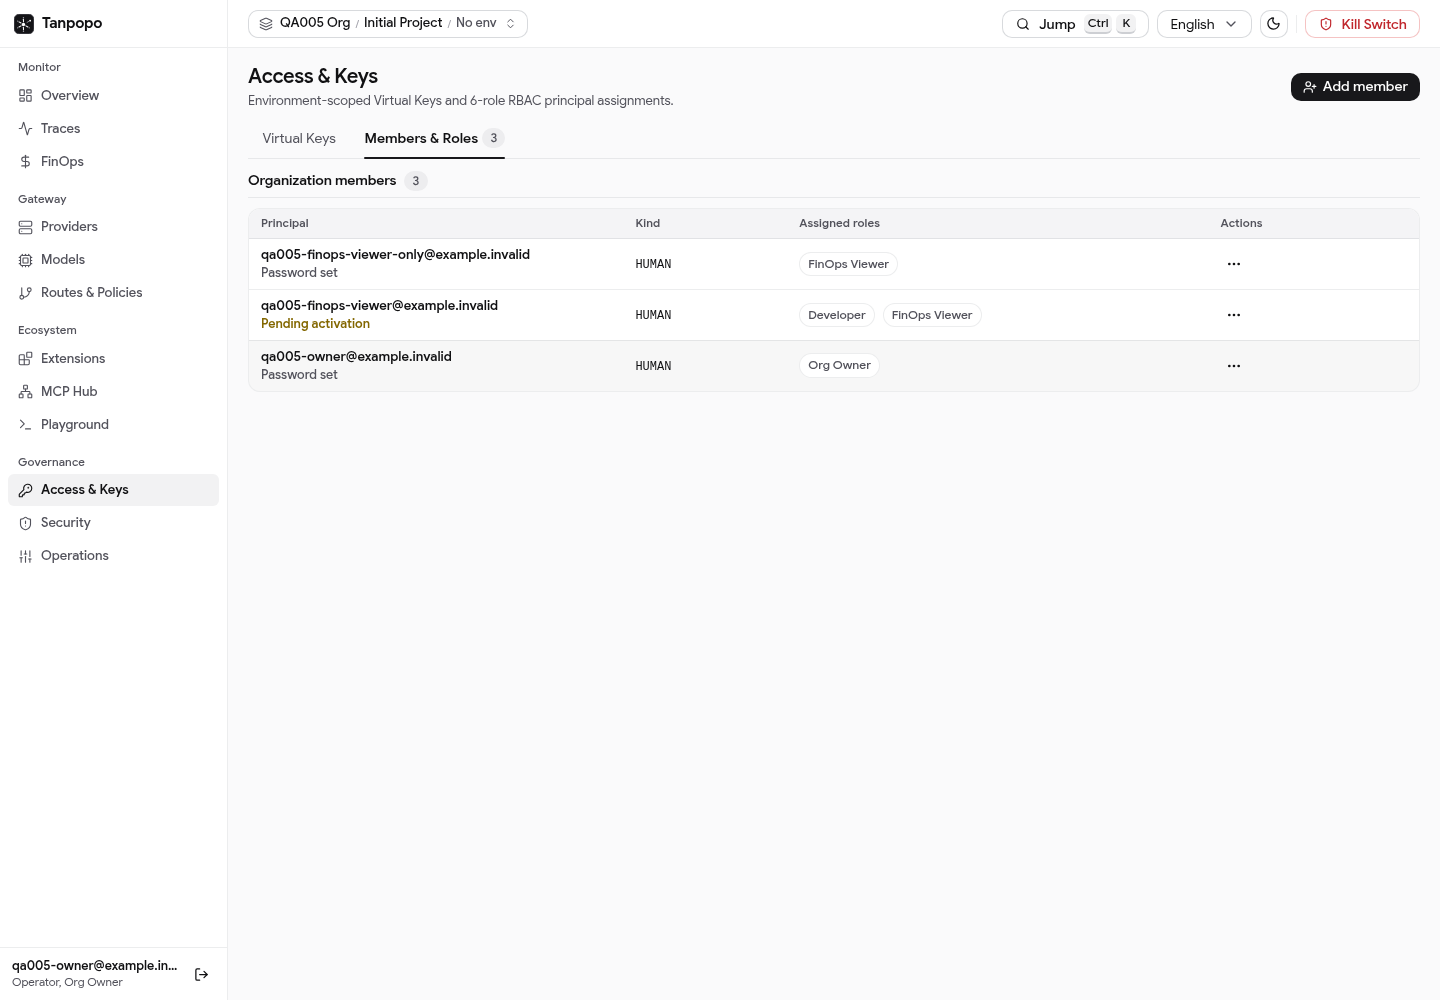 Tanpopo
QA005 Org / Initial Project / No env
Jump Ctrl K
English
Kill Switch
Monitor
Overview
Traces
FinOps
Gateway
Providers
Models
Routes & Policies
Ecosystem
Extensions
MCP Hub
Playground
Governance
Access & Keys
Security
Operations
qa005-owner@example.in...
Operator, Org Owner
Access & Keys
Environment-scoped Virtual Keys and 6-role RBAC principal assignments.
Add member
Virtual Keys
Members & Roles 3
Organization members 3
Principal Kind Assigned roles Actions
qa005-finops-viewer-only@example.invalid
Password set
HUMAN
FinOps Viewer
qa005-finops-viewer@example.invalid
Pending activation
HUMAN
Developer FinOps Viewer
qa005-owner@example.invalid
Password set
HUMAN
Org Owner